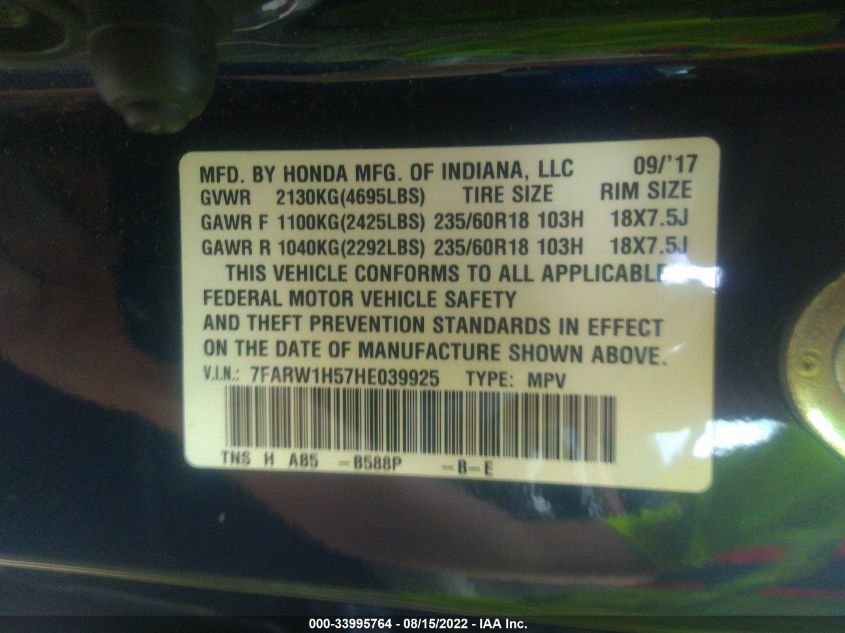 MFD. BY HONDA MFG. OF INDIANA, LLC 09/'17
GVWR 2130KG(4695LBS) TIRE SIZE RIM SIZE
GAWR F 1100KG(2425LBS) 235/60R18 103H 18X7.5J
GAWR R 1040KG(2292LBS) 235/60R18 103H 18X7.5J
THIS VEHICLE CONFORMS TO ALL APPLICABLE
FEDERAL MOTOR VEHICLE SAFETY
AND THEFT PREVENTION STANDARDS IN EFFECT
ON THE DATE OF MANUFACTURE SHOWN ABOVE.
V.I.N.: 7FARW1H57HE039925 TYPE: MPV
TNS H AB5 -B588P -B-E
000-33995764 - 08/15/2022 - IAA Inc.